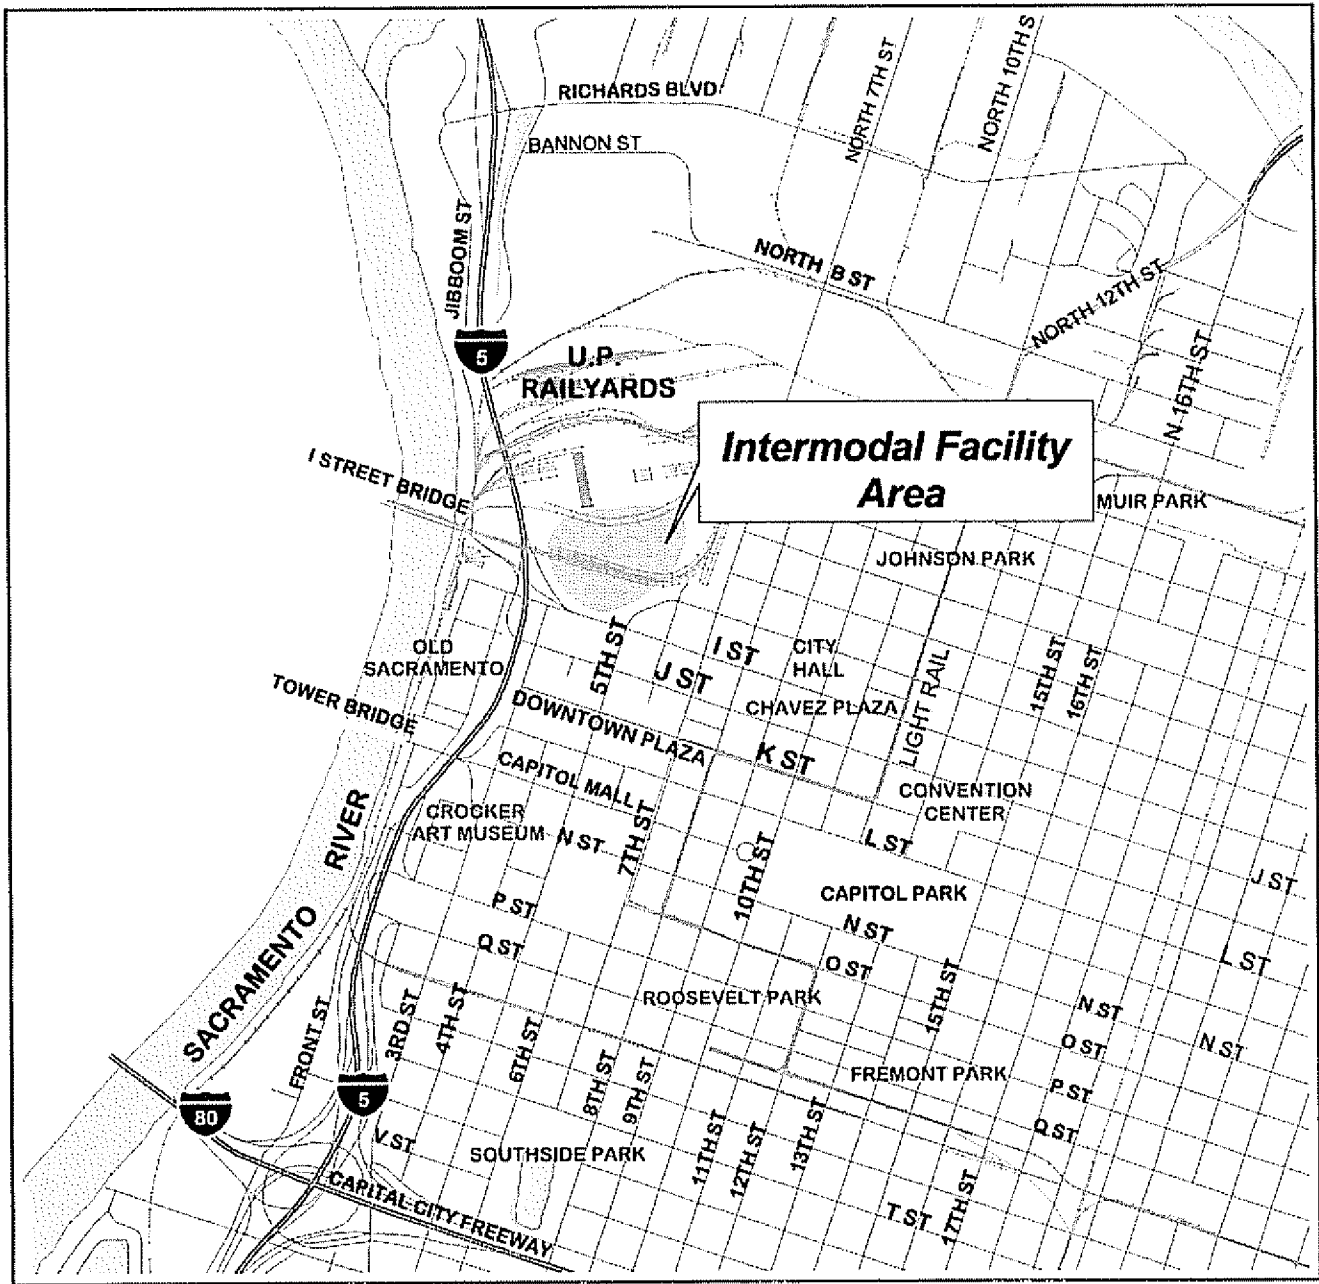 RICHARDS BLVD
BANNON ST
NORTH 7TH ST
NORTH 10TH S
JIBBOOM ST
NORTH B ST
NORTH 12TH ST
N 16TH ST
5
U.P.
RAILYARDS
Intermodal Facility
Area
I STREET BRIDGE
MUIR PARK
JOHNSON PARK
OLD
SACRAMENTO
5TH ST
I ST
J ST
CITY
HALL
CHAVEZ PLAZA
LIGHT RAIL
15TH ST
16TH ST
TOWER BRIDGE
DOWNTOWN PLAZA
K ST
CAPITOL MALL
CONVENTION
CENTER
CROCKER
ART MUSEUM
N ST
7TH ST
10TH ST
L ST
J ST
CAPITOL PARK
P ST
N ST
Q ST
O ST
L ST
SACRAMENTO RIVER
ROOSEVELT PARK
15TH ST
N ST
O ST
N ST
FRONT ST
3RD ST
4TH ST
6TH ST
8TH ST
9TH ST
FREMONT PARK
P ST
Q ST
80
5
V ST
SOUTHSIDE PARK
11TH ST
12TH ST
13TH ST
CAPITAL CITY FREEWAY
T ST
17TH ST